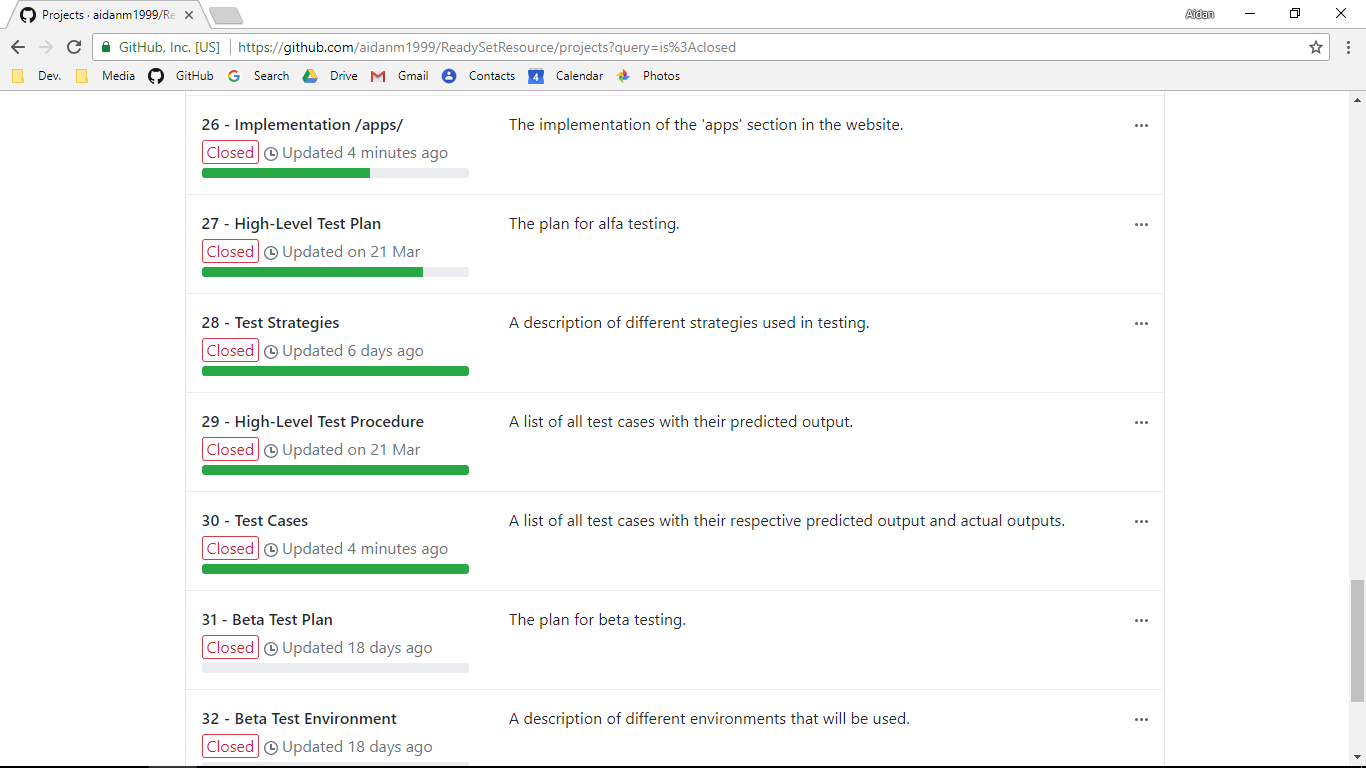 Projects · aidanm1999/Re
Aidan
GitHub, Inc. [US] https://github.com/aidanm1999/ReadySetResource/projects?query=is%3Aclosed
Dev. Media GitHub Search Drive Gmail 4 Calendar Contacts Photos
26 - Implementation /apps/ The implementation of the 'apps' section in the website.
Closed Updated 4 minutes ago
27 - High-Level Test Plan The plan for alfa testing.
Closed Updated on 21 Mar
28 - Test Strategies A description of different strategies used in testing.
Closed Updated 6 days ago
29 - High-Level Test Procedure A list of all test cases with their predicted output.
Closed Updated on 21 Mar
30 - Test Cases A list of all test cases with their respective predicted output and actual outputs.
Closed Updated 4 minutes ago
31 - Beta Test Plan The plan for beta testing.
Closed Updated 18 days ago
32 - Beta Test Environment A description of different environments that will be used.
Closed Updated 18 days ago